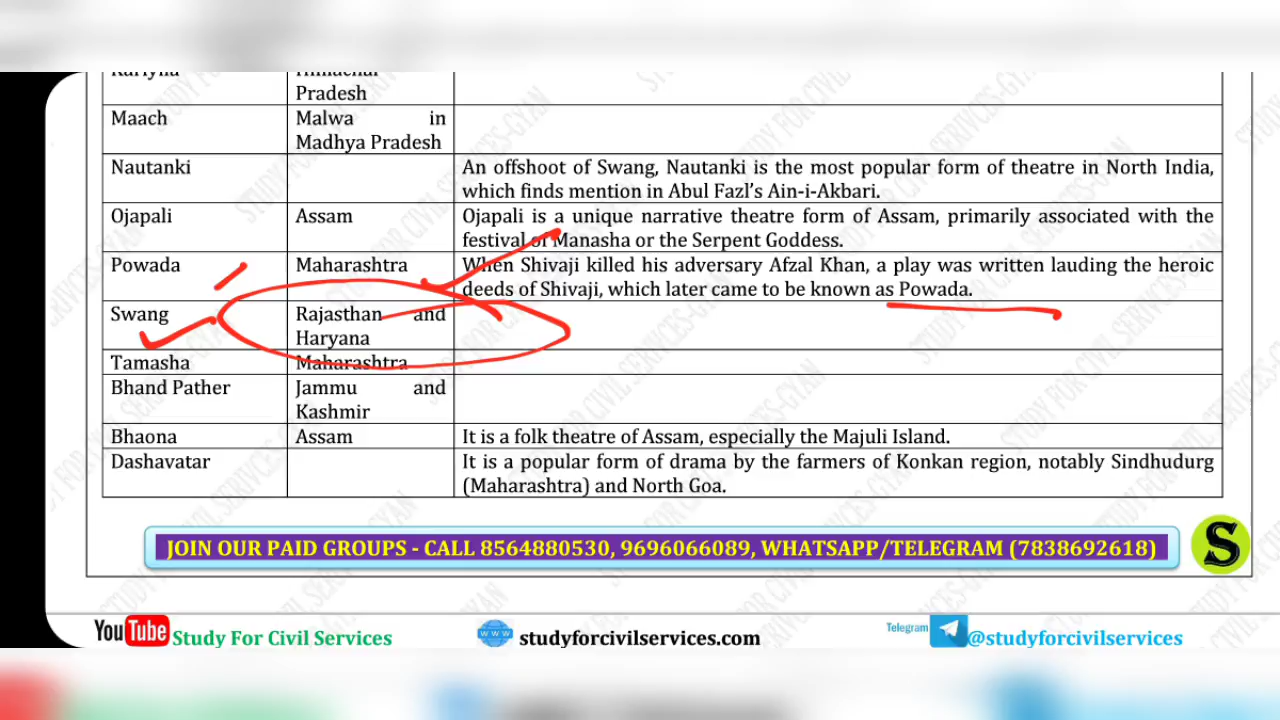 Kariyila Himachal
Pradesh
Maach Malwa in
Madhya Pradesh
Nautanki An offshoot of Swang, Nautanki is the most popular form of theatre in North India,
which finds mention in Abul Fazl's Ain-i-Akbari.
Ojapali Assam Ojapali is a unique narrative theatre form of Assam, primarily associated with the
festival of Manasha or the Serpent Goddess.
Powada Maharashtra When Shivaji killed his adversary Afzal Khan, a play was written lauding the heroic
deeds of Shivaji, which later came to be known as Powada.
Swang Rajasthan and
Haryana
Tamasha Maharashtra
Bhand Pather Jammu and
Kashmir
Bhaona Assam It is a folk theatre of Assam, especially the Majuli Island.
Dashavatar It is a popular form of drama by the farmers of Konkan region, notably Sindhudurg
(Maharashtra) and North Goa.
JOIN OUR PAID GROUPS - CALL 8564880530, 9696066089, WHATSAPP/TELEGRAM (7838692618)
S
YouTube Study For Civil Services
WWW studyforcivilservices.com
Telegram @studyforcivilservices